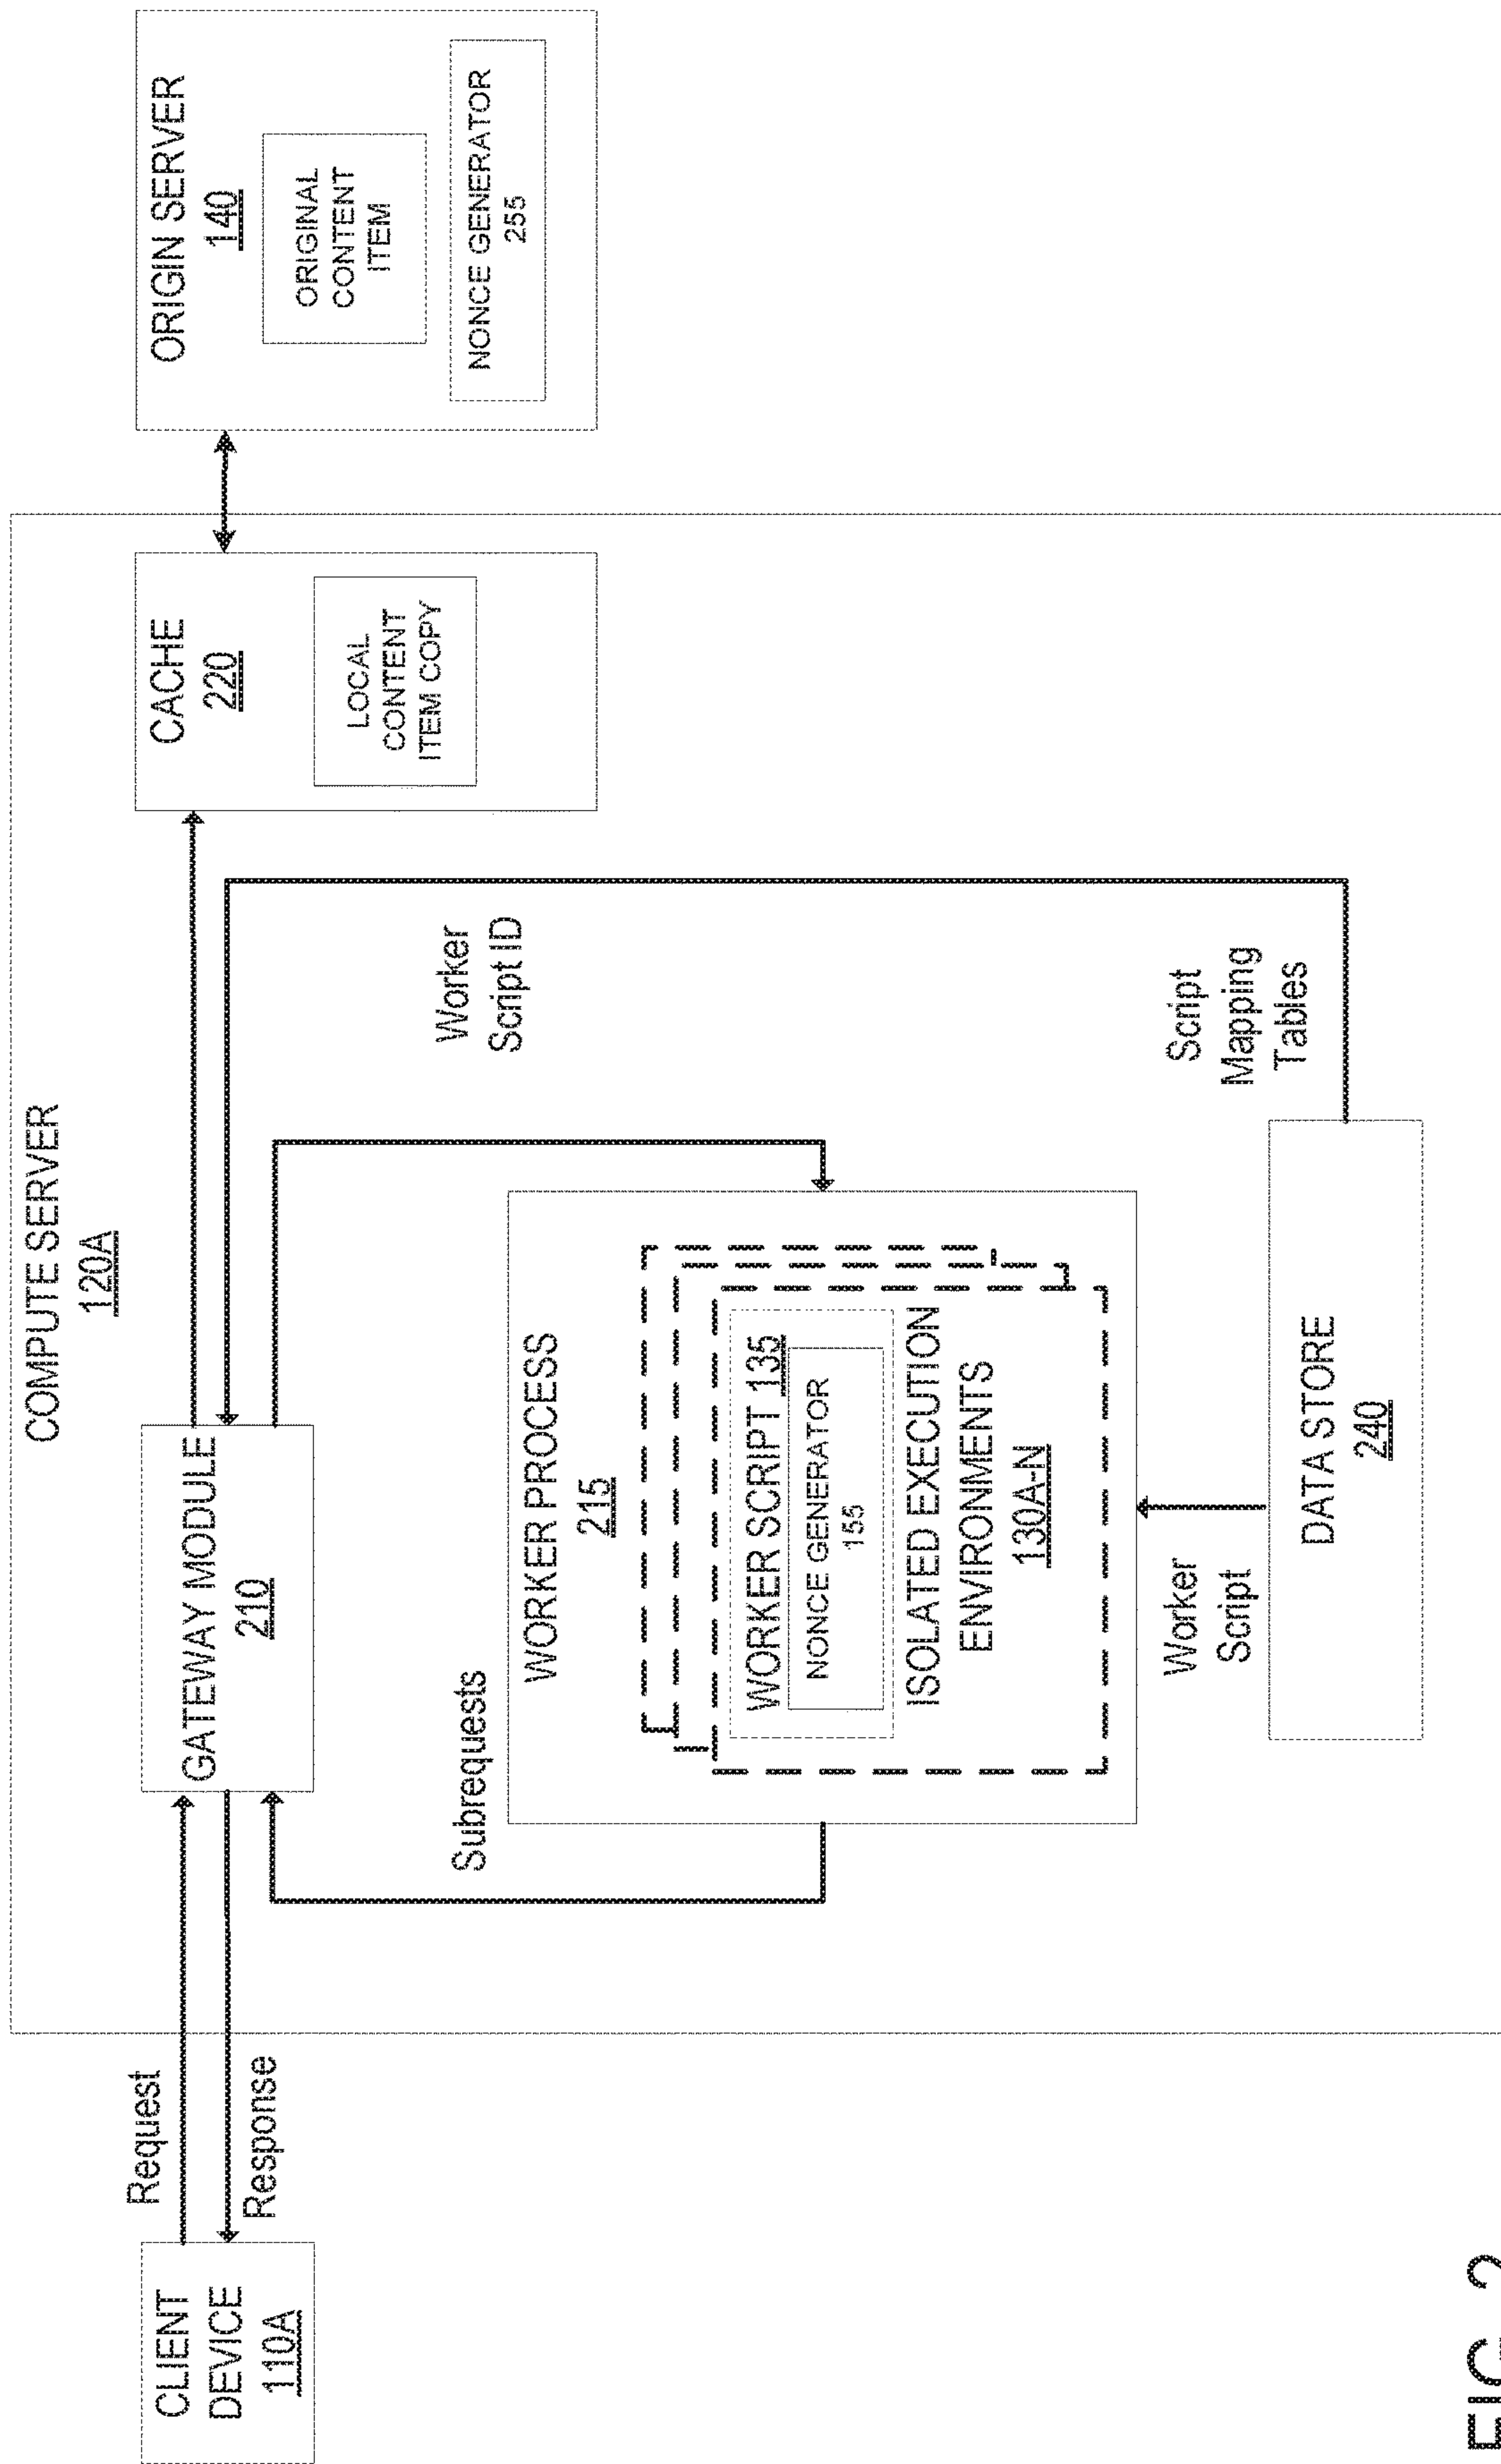 COMPUTE SERVER
120A
CLIENT
DEVICE
110A
Request
Response
GATEWAY MODULE
210
CACHE
220
LOCAL
CONTENT
ITEM COPY
ORIGIN SERVER
140
ORIGINAL
CONTENT
ITEM
NONCE GENERATOR
255
Subrequests
Worker
Script ID
WORKER PROCESS
215
WORKER SCRIPT 135
NONCE GENERATOR
155
ISOLATED EXECUTION
ENVIRONMENTS
130A-N
Worker
Script
Script
Mapping
Tables
DATA STORE
240
FIG. 2